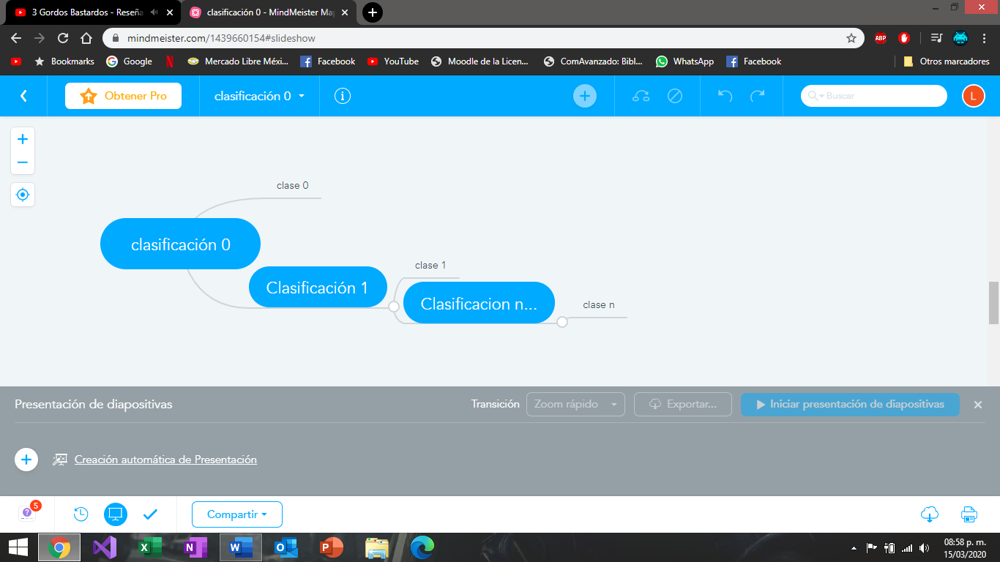 3 Gordos Bastardos - Reseña
clasificación 0 - MindMeister Ma
mindmeister.com/1439660154#slideshow
ABP
Bookmarks Google Mercado Libre Méxi... Facebook YouTube Moodle de la Licen... ComAvanzado: Bibl... WhatsApp Facebook Otros marcadores
Obtener Pro clasificación 0 Buscar L
clase 0
clasificación 0
clase 1
Clasificación 1
Clasificacion n...
clase n
Presentación de diapositivas Transición Zoom rápido Exportar... Iniciar presentación de diapositivas
Creación automática de Presentación
5
Compartir
08:58 p. m.
15/03/2020